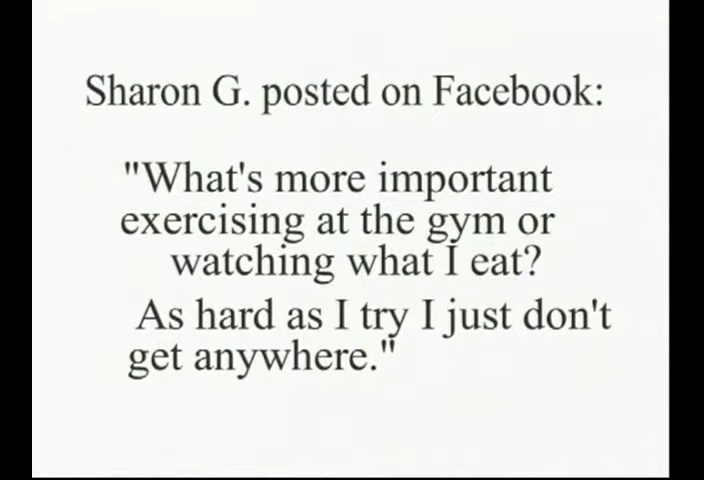 Sharon G. posted on Facebook:
"What's more important
exercising at the gym or
watching what I eat?
As hard as I try I just don't
get anywhere."